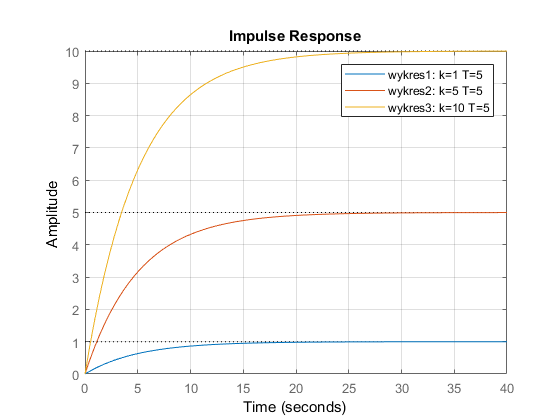 Impulse Response
10
9
8
7
6
5
4
3
2
1
0
Amplitude
wykres1: k=1 T=5
wykres2: k=5 T=5
wykres3: k=10 T=5
0 5 10 15 20 25 30 35 40
Time (seconds)